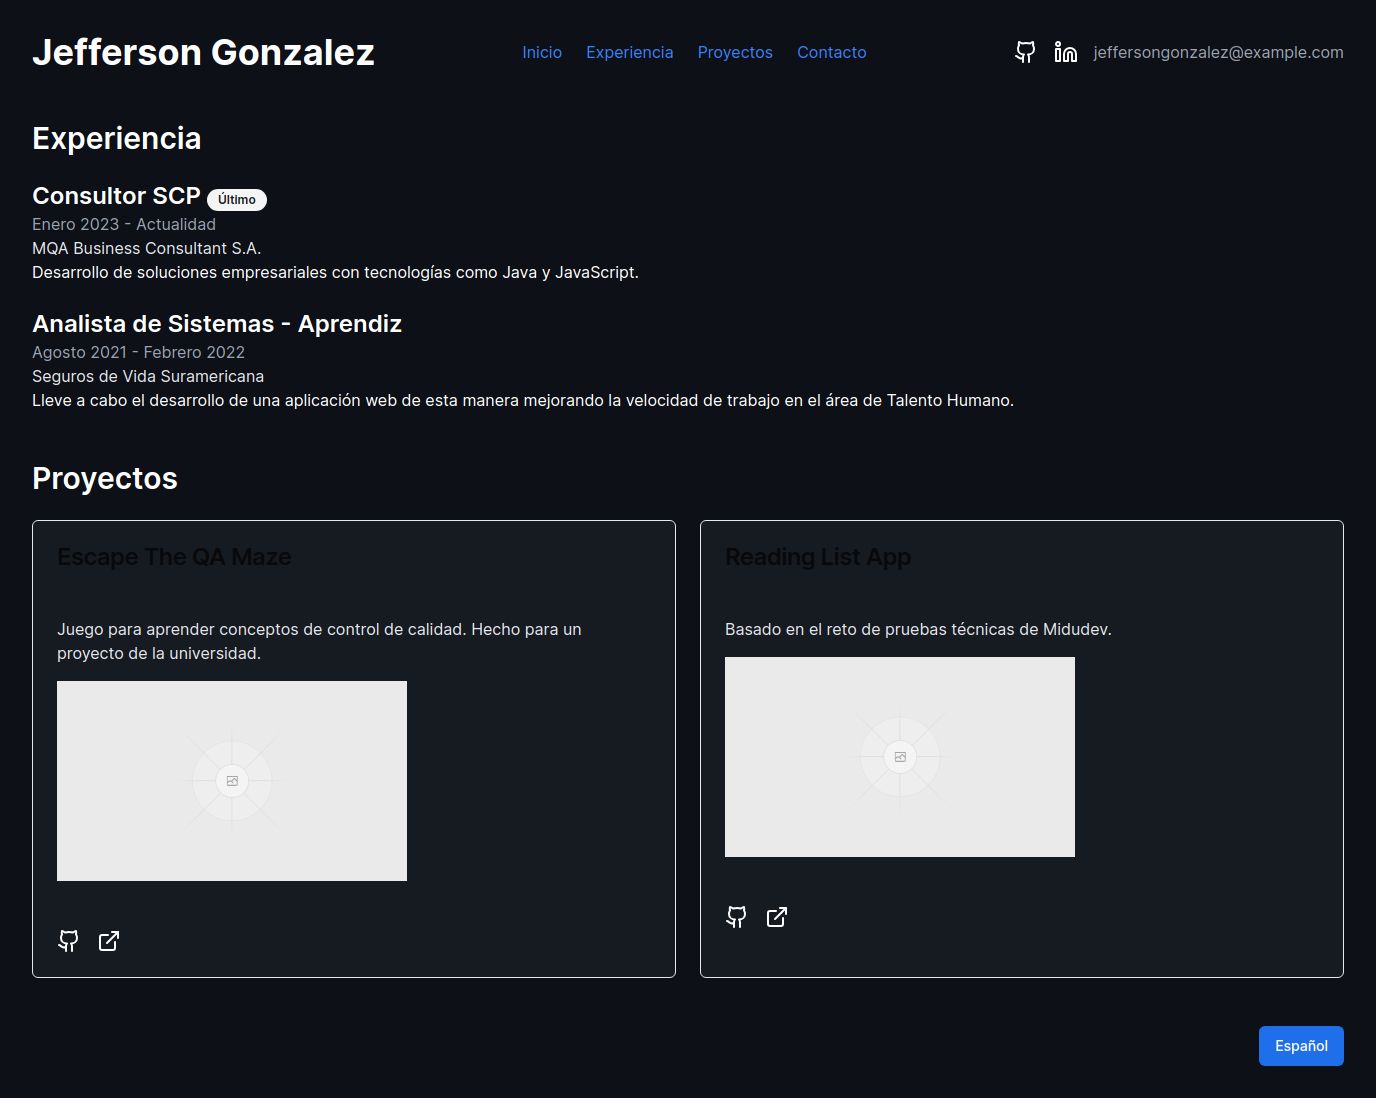 Jefferson Gonzalez
Inicio Experiencia Proyectos Contacto
jeffersongonzalez@example.com
Experiencia
Consultor SCP Último
Enero 2023 - Actualidad
MQA Business Consultant S.A.
Desarrollo de soluciones empresariales con tecnologías como Java y JavaScript.
Analista de Sistemas - Aprendiz
Agosto 2021 - Febrero 2022
Seguros de Vida Suramericana
Lleve a cabo el desarrollo de una aplicación web de esta manera mejorando la velocidad de trabajo en el área de Talento Humano.
Proyectos
Escape The QA Maze
Juego para aprender conceptos de control de calidad. Hecho para un
proyecto de la universidad.
Reading List App
Basado en el reto de pruebas técnicas de Midudev.
Español